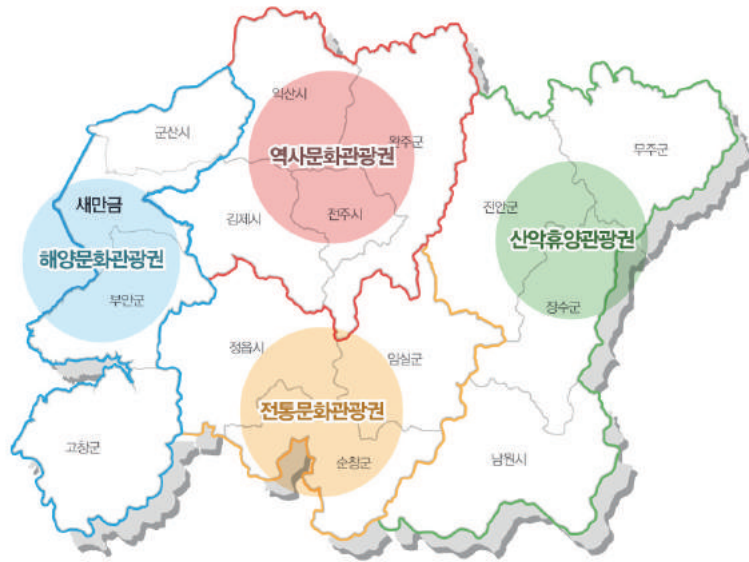 익산시
군산시
완주군
역사문화관광권
무주군
새만금
김제시
전주시
진안군
산악휴양관광권
해양문화관광권
부안군
장수군
정읍시
임실군
전통문화관광권
고창군
순창군
남원시